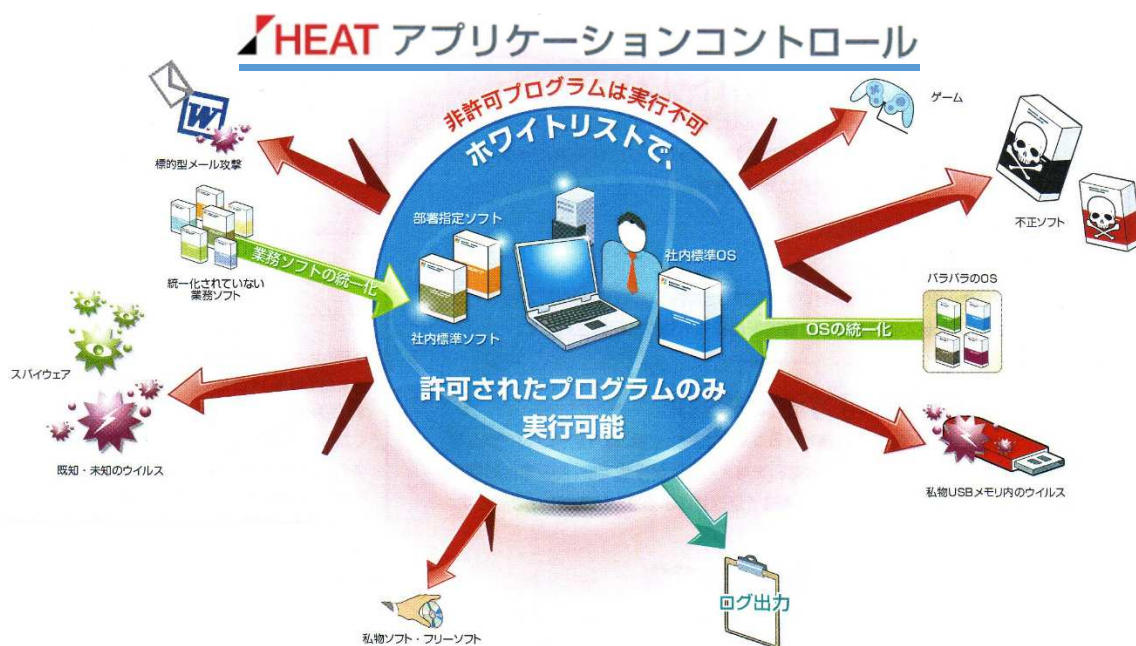 HEAT アプリケーションコントロール
非許可プログラムは実行不可
ホワイトリストで、
標的型メール攻撃
ゲーム
不正ソフト
部署指定ソフト
社内標準OS
業務ソフトの統一化
統一化されていない
業務ソフト
社内標準ソフト
バラバラのOS
OSの統一化
スパイウェア
許可されたプログラムのみ
実行可能
既知・未知のウイルス
私物USBメモリ内のウイルス
私物ソフト・フリーソフト
ログ出力
W